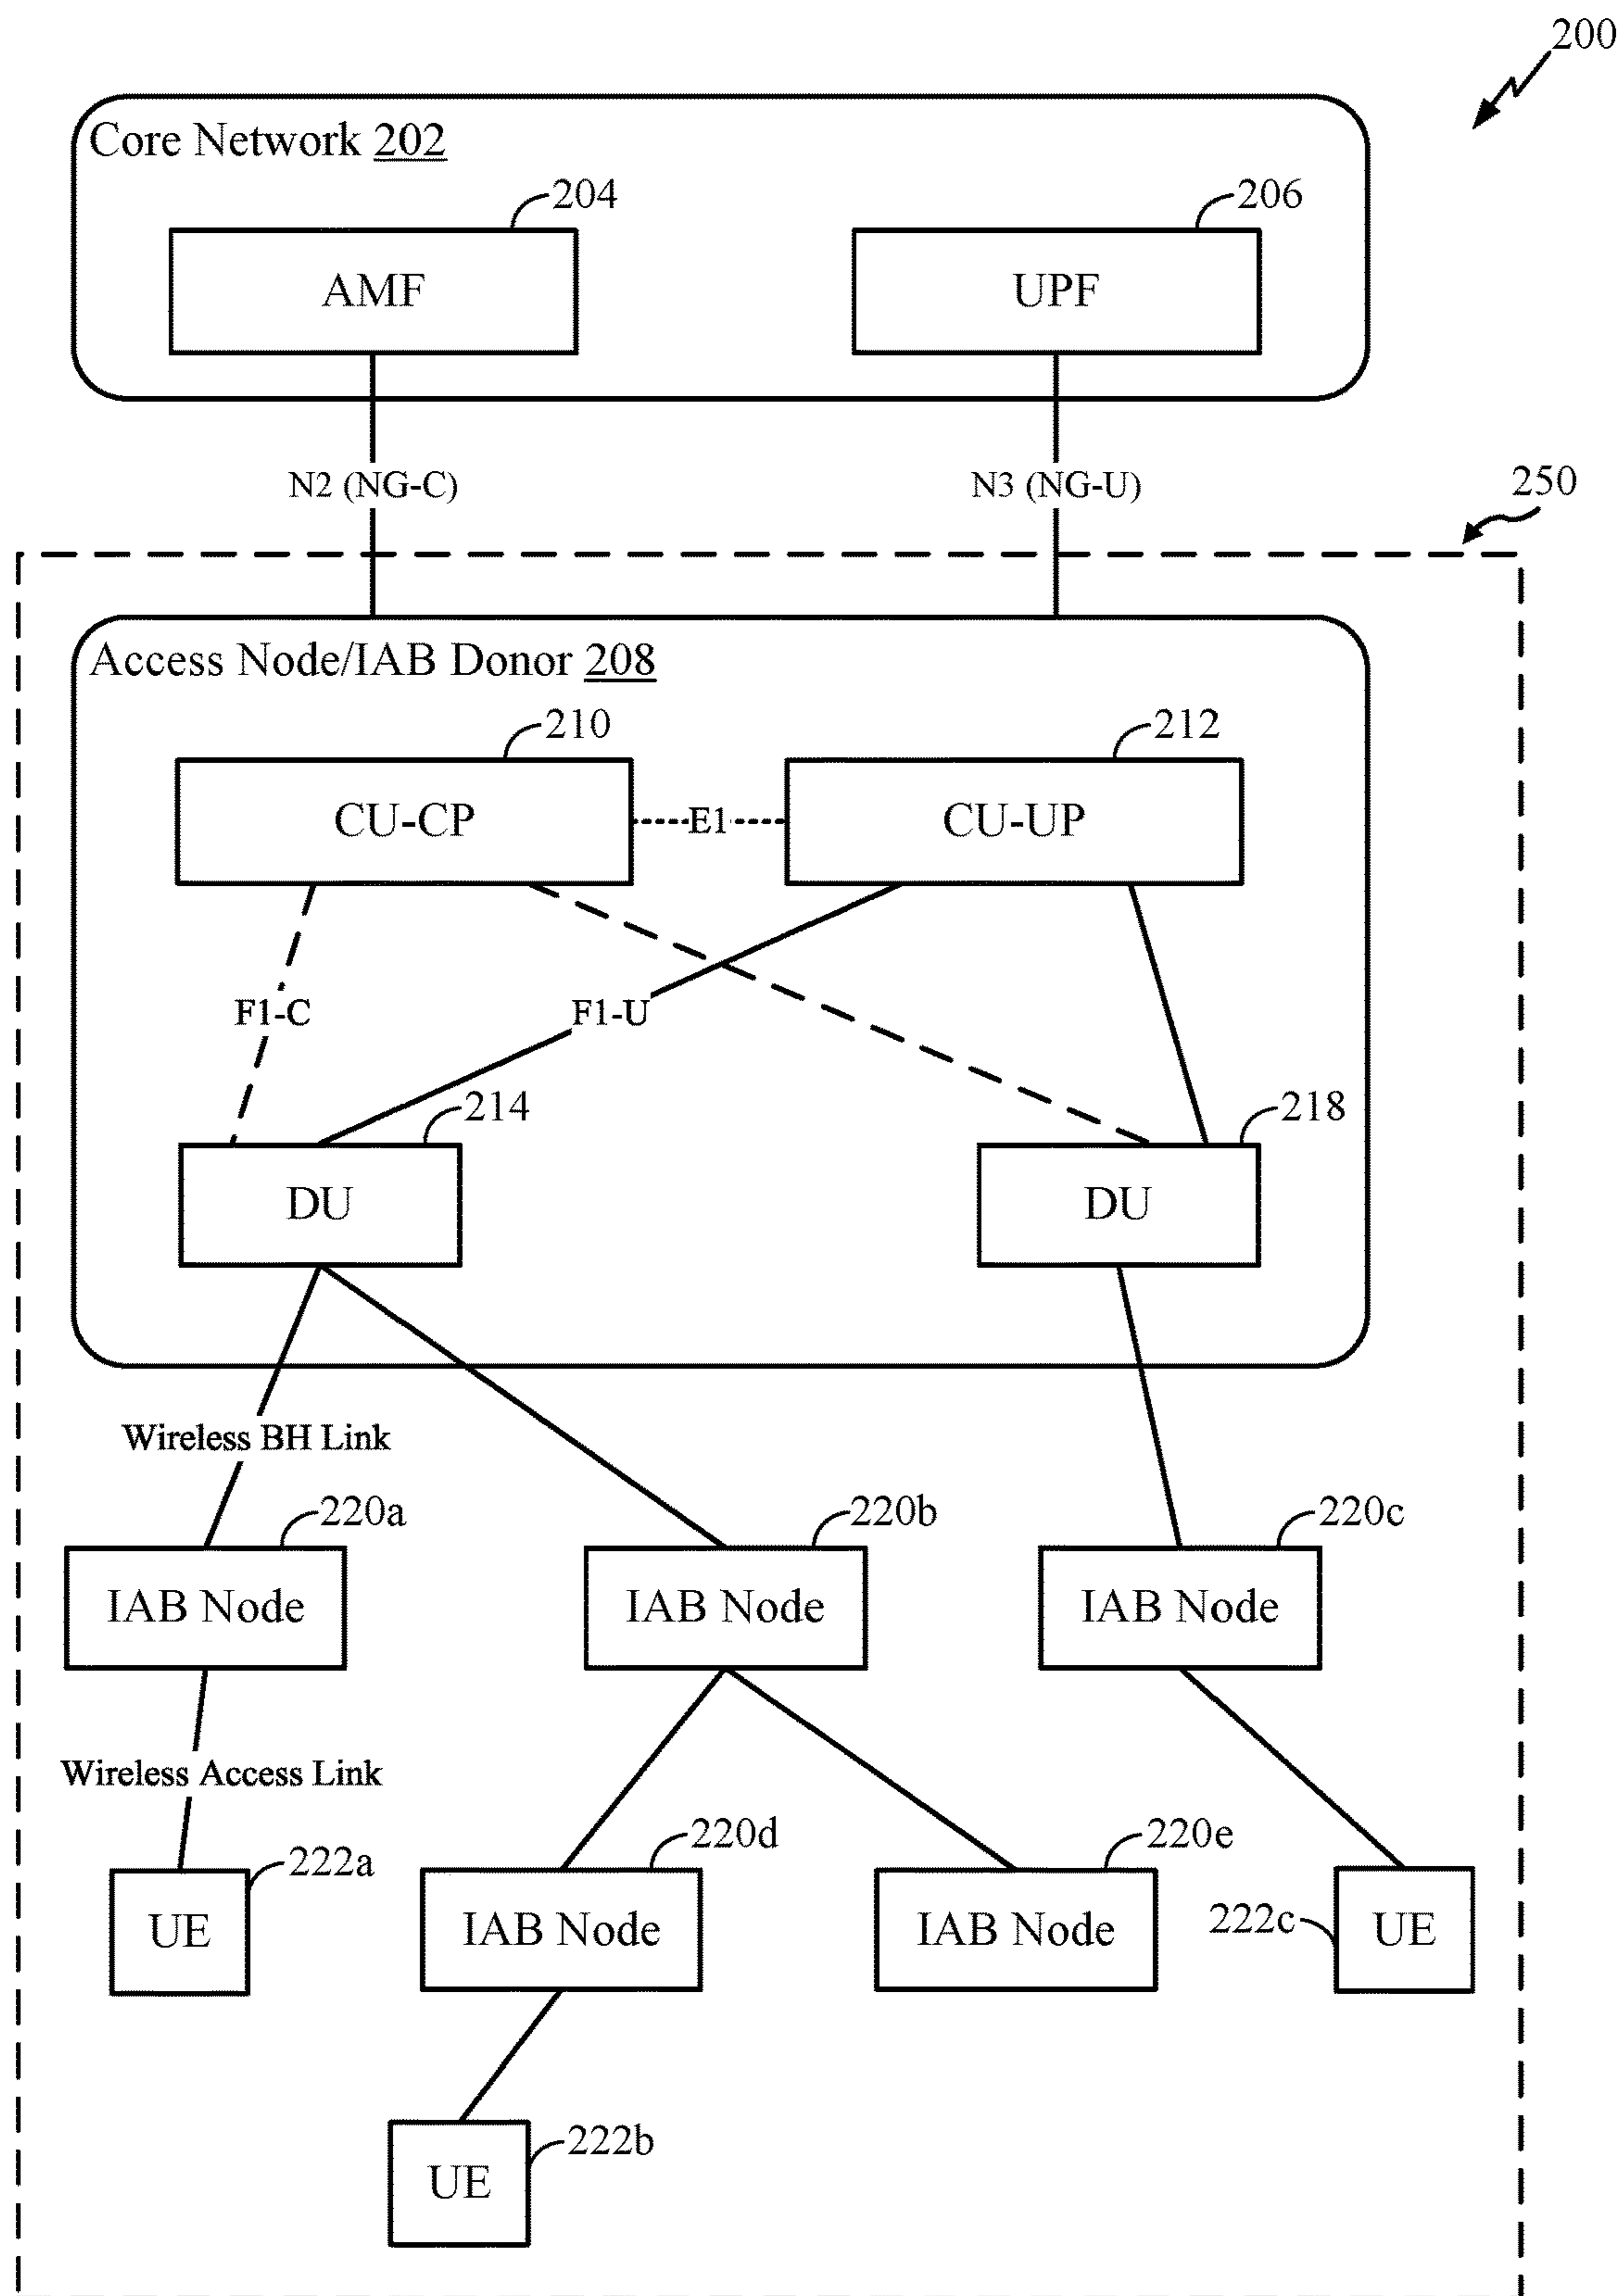 200
Core Network 202
204
206
AMF
UPF
N2 (NG-C)
N3 (NG-U)
250
Access Node/IAB Donor 208
210
212
CU-CP
E1
CU-UP
F1-C
F1-U
214
218
DU
DU
Wireless BH Link
220a
220b
220c
IAB Node
IAB Node
IAB Node
Wireless Access Link
222a
220d
220e
222c
UE
IAB Node
IAB Node
UE
222b
UE